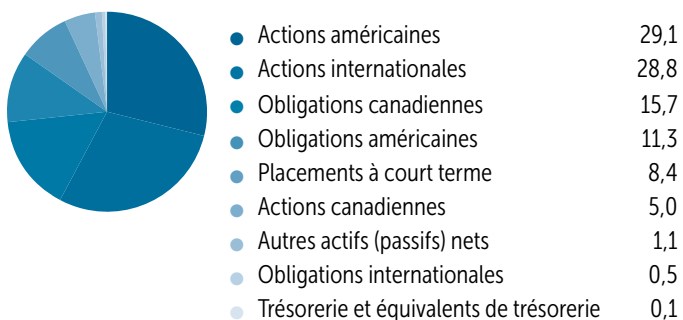 Actions américaines 29,1
Actions internationales 28,8
Obligations canadiennes 15,7
Obligations américaines 11,3
Placements à court terme 8,4
Actions canadiennes 5,0
Autres actifs (passifs) nets 1,1
Obligations internationales 0,5
Trésorerie et équivalents de trésorerie 0,1